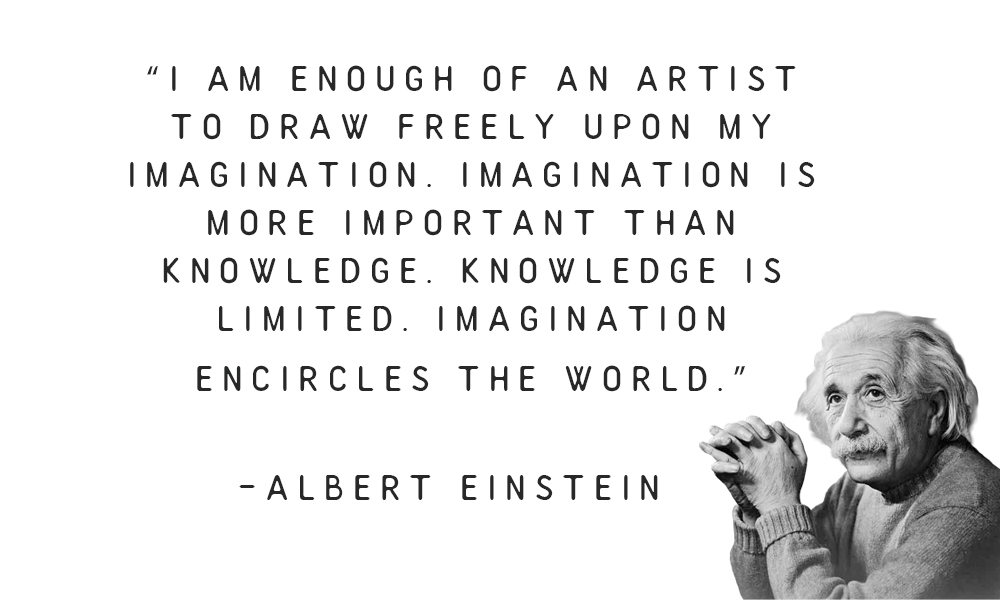 “I AM ENOUGH OF AN ARTIST
TO DRAW FREELY UPON MY
IMAGINATION. IMAGINATION IS
MORE IMPORTANT THAN
KNOWLEDGE. KNOWLEDGE IS
LIMITED. IMAGINATION
ENCIRCLES THE WORLD.”
-ALBERT EINSTEIN